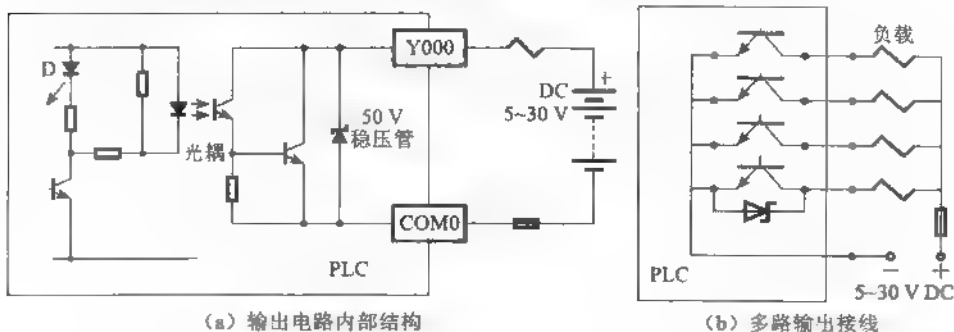 Y000
负载
D
DC
5~30 V
50 V
稳压管
光耦
COM0
PLC
PLC
5~30 V DC
(a) 输出电路内部结构
(b) 多路输出接线